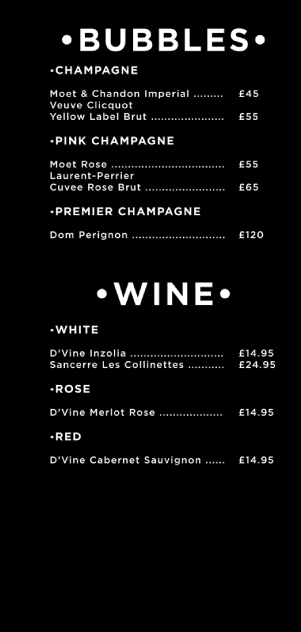 •BUBBLES•
•CHAMPAGNE
Moet & Chandon Imperial ......... £45
Veuve Clicquot
Yellow Label Brut ...................... £55
•PINK CHAMPAGNE
Moet Rose .................................. £55
Laurent-Perrier
Cuvee Rose Brut ........................ £65
•PREMIER CHAMPAGNE
Dom Perignon ............................ £120
•WINE•
•WHITE
D'Vine Inzolia ............................ £14.95
Sancerre Les Collinettes ........... £24.95
•ROSE
D'Vine Merlot Rose ................... £14.95
•RED
D'Vine Cabernet Sauvignon ...... £14.95